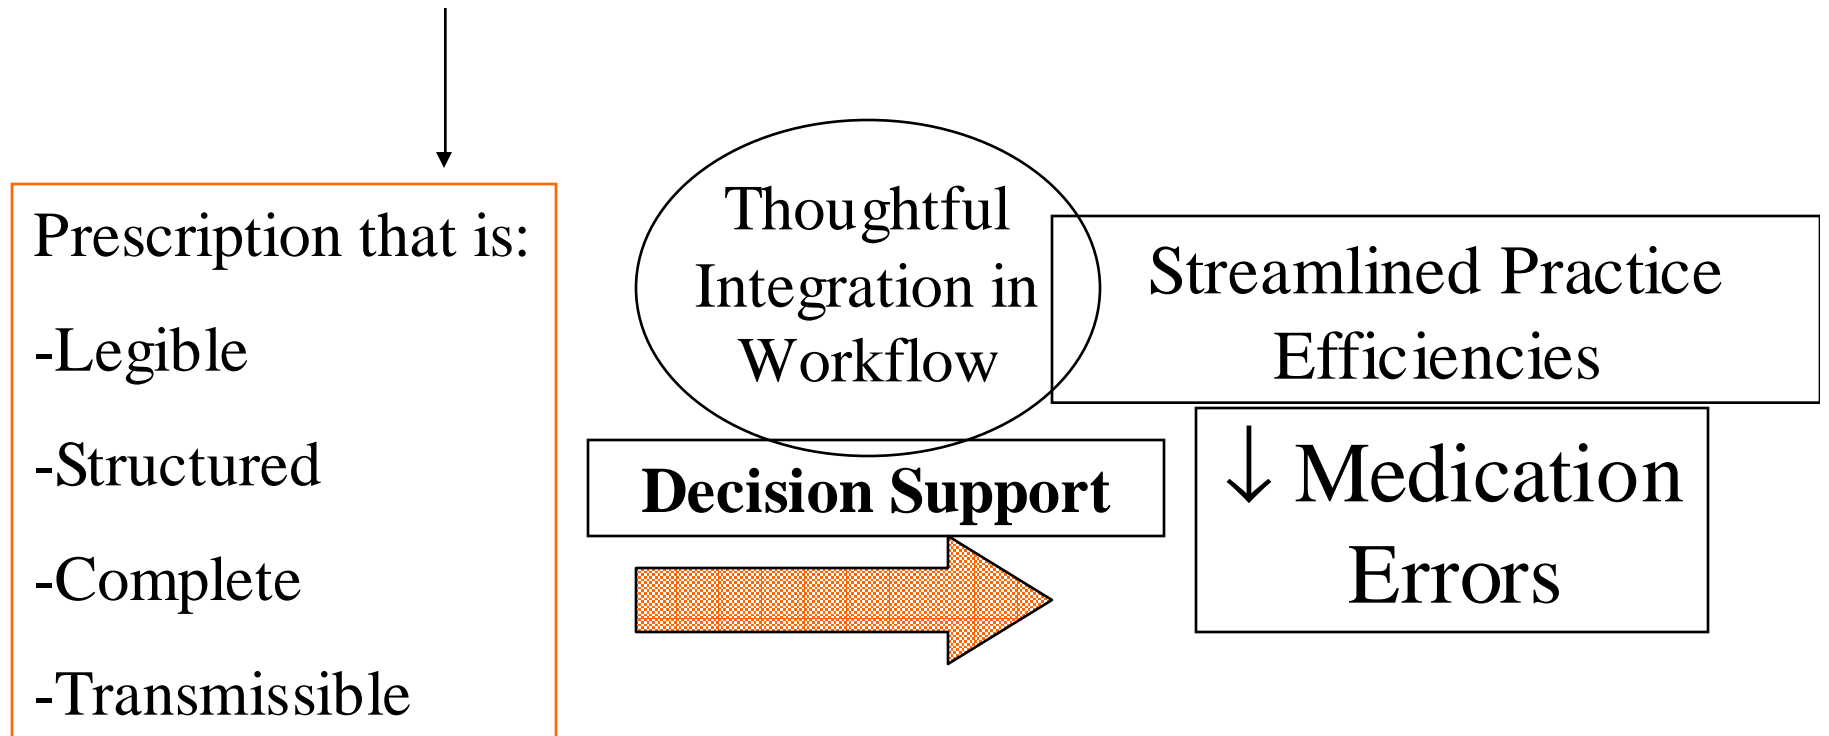 Prescription that is:
-Legible
-Structured
-Complete
-Transmissible
Thoughtful
Integration in
Workflow
Decision Support
Streamlined Practice
Efficiencies
↓ Medication
Errors